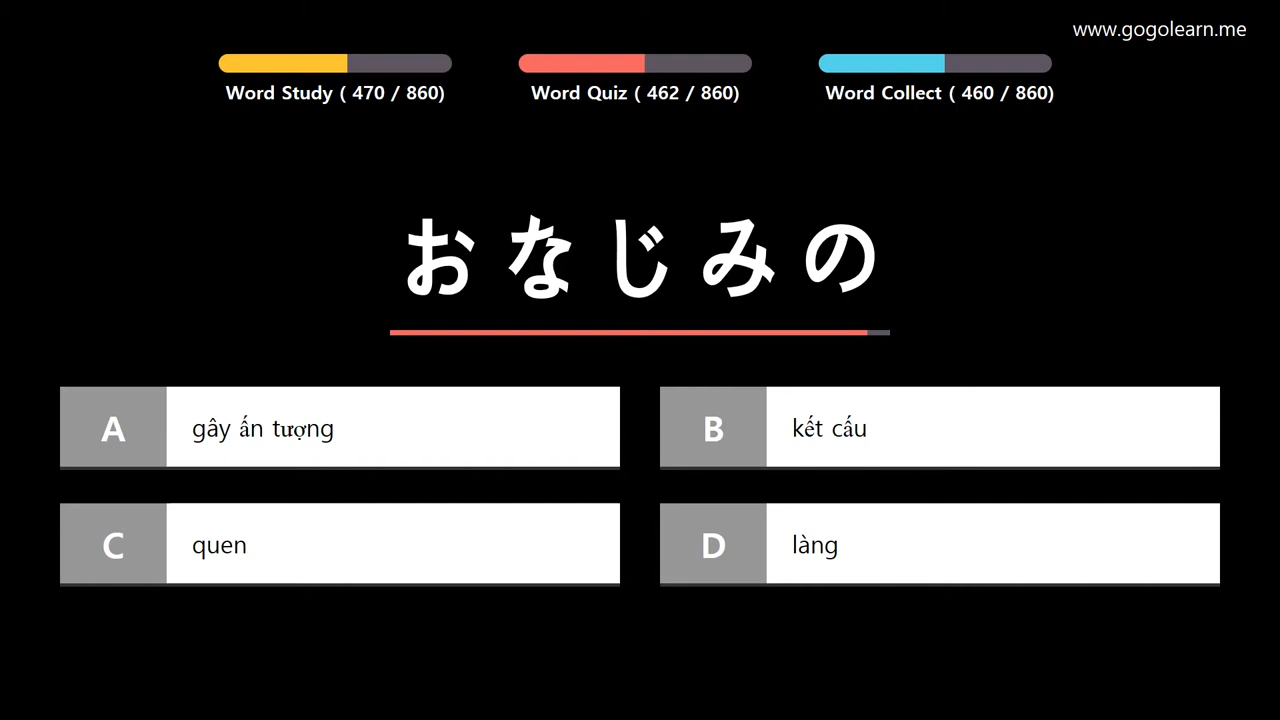 www.gogolearn.me
Word Study ( 470 / 860)
Word Quiz ( 462 / 860)
Word Collect ( 460 / 860)
おなじみの
A gây ấn tượng
B kết cấu
C quen
D làng